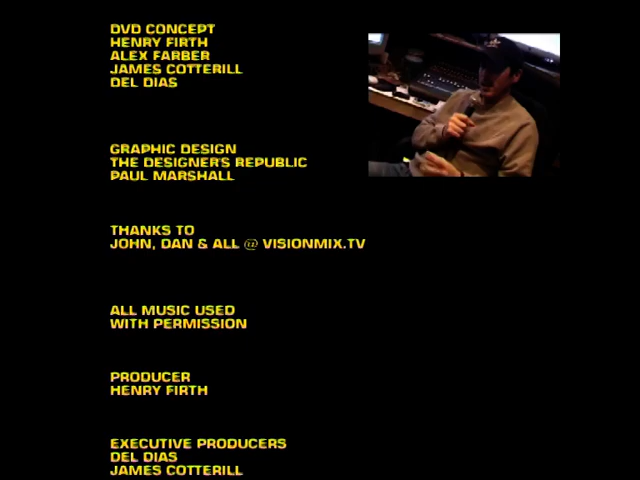 DVD CONCEPT
HENRY FIRTH
ALEX FARBER
JAMES COTTERILL
DEL DIAS
GRAPHIC DESIGN
THE DESIGNER'S REPUBLIC
PAUL MARSHALL
THANKS TO
JOHN, DAN & ALL @ VISIONMIX.TV
ALL MUSIC USED
WITH PERMISSION
PRODUCER
HENRY FIRTH
EXECUTIVE PRODUCERS
DEL DIAS
JAMES COTTERILL